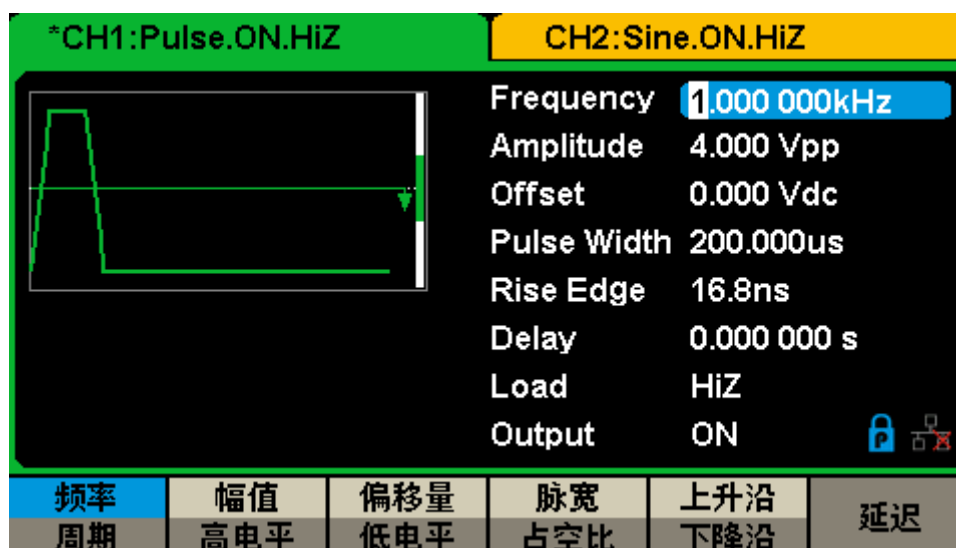 *CH1:Pulse.ON.HiZ
CH2:Sine.ON.HiZ
Frequency 1.000 000kHz
Amplitude 4.000 Vpp
Offset 0.000 Vdc
Pulse Width 200.000us
Rise Edge 16.8ns
Delay 0.000 000 s
Load HiZ
Output ON
频率 幅值 偏移量 脉宽 上升沿 延迟
周期 高电平 低电平 占空比 下降沿